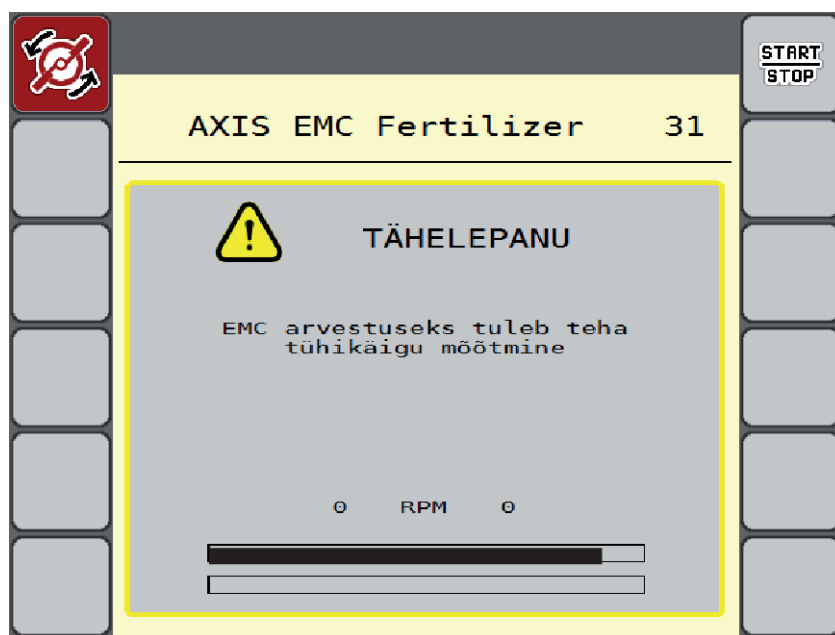 START
STOP
AXIS EMC Fertilizer 31
TÄHELEPANU
EMC arvestuseks tuleb teha
tühikäigu mõõtmine
0 RPM 0